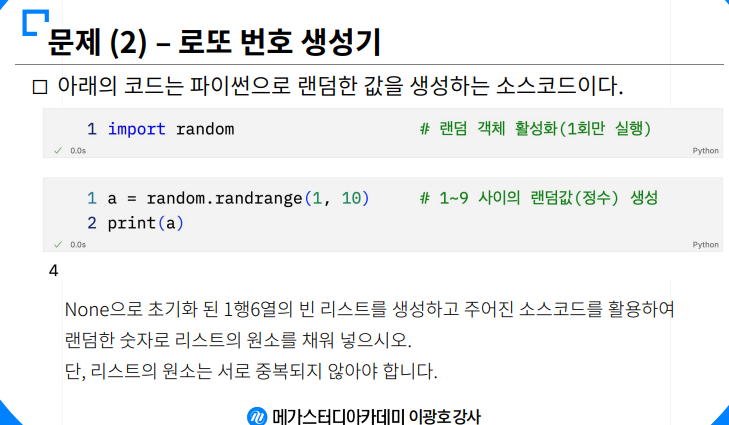 문제 (2) – 로또 번호 생성기
□ 아래의 코드는 파이썬으로 랜덤한 값을 생성하는 소스코드이다.
1 import random # 랜덤 객체 활성화(1회만 실행)
✓ 0.0s Python
1 a = random.randrange(1, 10) # 1~9 사이의 랜덤값(정수) 생성
2 print(a)
✓ 0.0s Python
4
None으로 초기화 된 1행6열의 빈 리스트를 생성하고 주어진 소스코드를 활용하여
랜덤한 숫자로 리스트의 원소를 채워 넣으시오.
단, 리스트의 원소는 서로 중복되지 않아야 합니다.
메가스터디아카데미 이광호강사